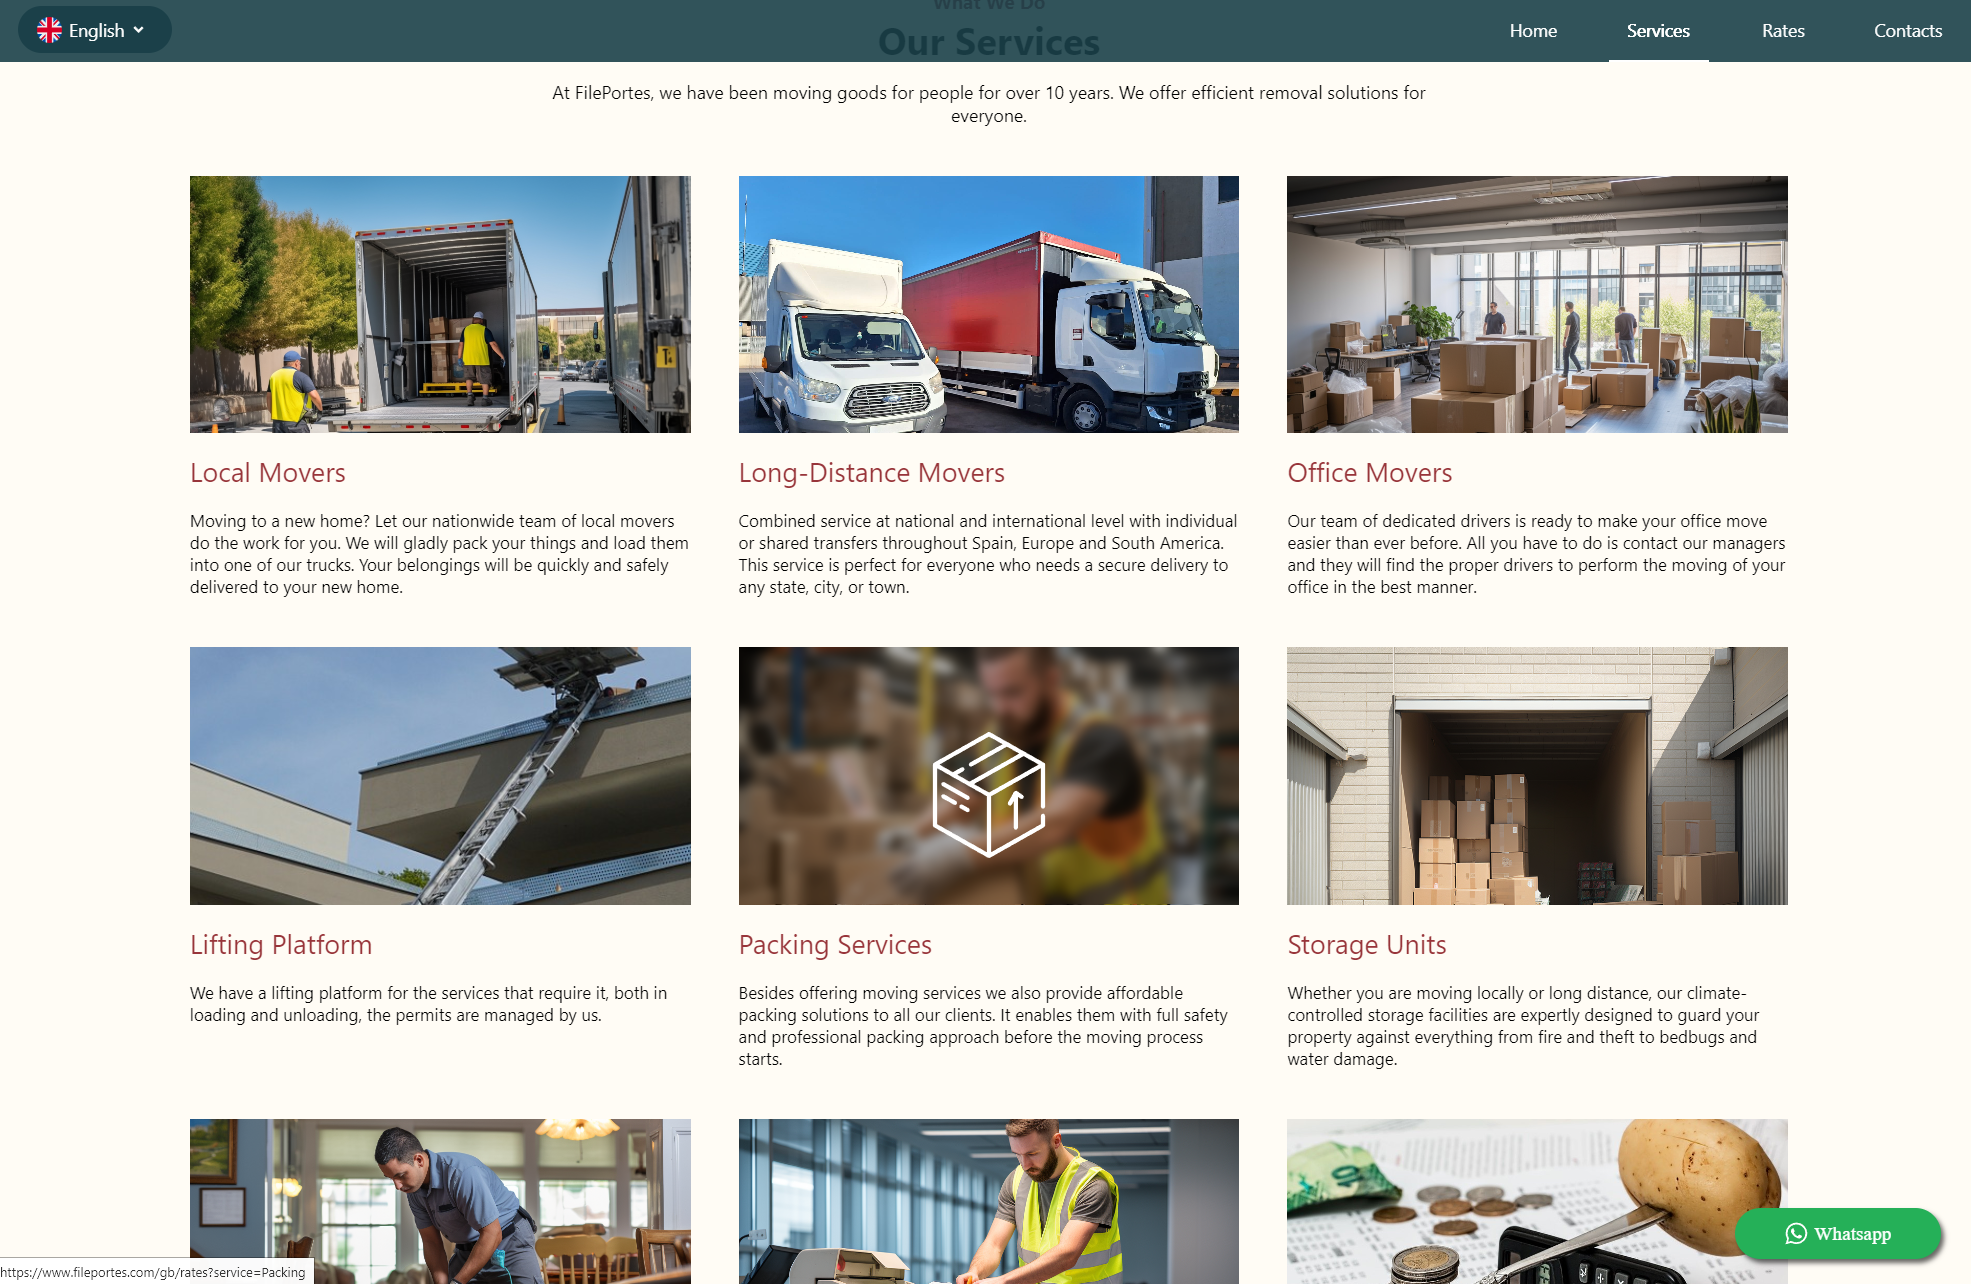 English
Home
Services
Rates
Contacts
What We Do
Our Services
At FilePortes, we have been moving goods for people for over 10 years. We offer efficient removal solutions for
everyone.
Local Movers
Long-Distance Movers
Office Movers
Moving to a new home? Let our nationwide team of local movers
do the work for you. We will gladly pack your things and load them
into one of our trucks. Your belongings will be quickly and safely
delivered to your new home.
Combined service at national and international level with individual
or shared transfers throughout Spain, Europe and South America.
This service is perfect for everyone who needs a secure delivery to
any state, city, or town.
Our team of dedicated drivers is ready to make your office move
easier than ever before. All you have to do is contact our managers
and they will find the proper drivers to perform the moving of your
office in the best manner.
Lifting Platform
Packing Services
Storage Units
We have a lifting platform for the services that require it, both in
loading and unloading, the permits are managed by us.
Besides offering moving services we also provide affordable
packing solutions to all our clients. It enables them with full safety
and professional packing approach before the moving process
starts.
Whether you are moving locally or long distance, our climate-
controlled storage facilities are expertly designed to guard your
property against everything from fire and theft to bedbugs and
water damage.
Whatsapp
https://www.fileportes.com/gb/rates?service=Packing